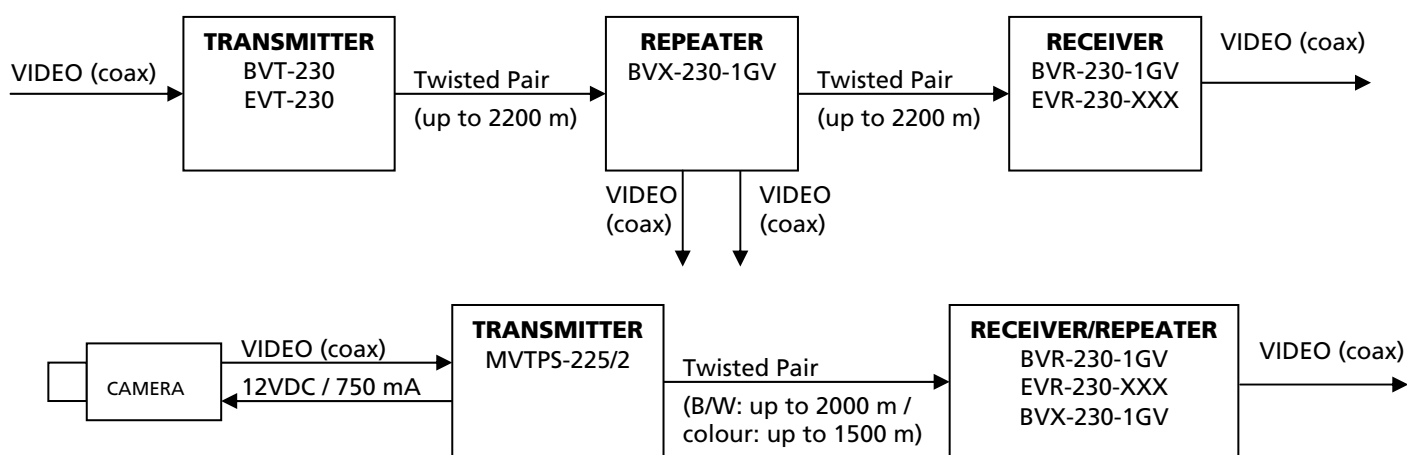 TRANSMITTER
BVT-230
EVT-230
REPEATER
BVX-230-1GV
RECEIVER
BVR-230-1GV
EVR-230-XXX
VIDEO (coax)
Twisted Pair
(up to 2200 m)
Twisted Pair
(up to 2200 m)
VIDEO (coax)
VIDEO
(coax)
VIDEO
(coax)
CAMERA
VIDEO (coax)
12VDC / 750 mA
TRANSMITTER
MVTPS-225/2
Twisted Pair
(B/W: up to 2000 m /
colour: up to 1500 m)
RECEIVER/REPEATER
BVR-230-1GV
EVR-230-XXX
BVX-230-1GV
VIDEO (coax)